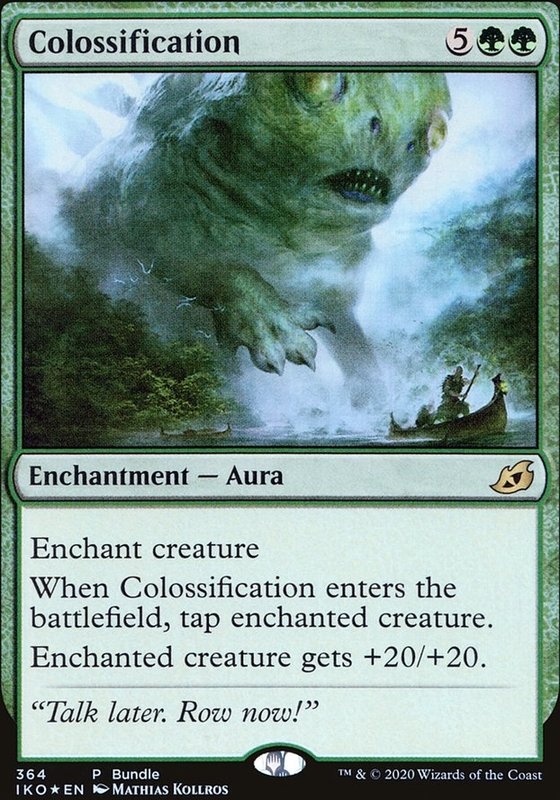 Colossification 5
Enchantment — Aura
Enchant creature
When Colossification enters the
battlefield, tap enchanted creature.
Enchanted creature gets +20/+20.
“Talk later. Row now!”
364 P Bundle
IKO★EN Mathias Kollros
™ & © 2020 Wizards of the Coast